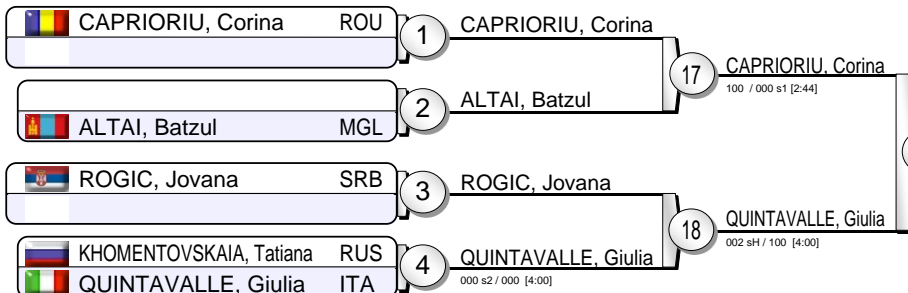 CAPRIORIU, Corina ROU
1
CAPRIORIU, Corina
17
CAPRIORIU, Corina
100 / 000 s1 [2:44]
2
ALTAI, Batzul
ALTAI, Batzul MGL
ROGIC, Jovana SRB
3
ROGIC, Jovana
18
QUINTAVALLE, Giulia
002 sH / 100 [4:00]
KHOMENTOVSKAIA, Tatiana RUS
4
QUINTAVALLE, Giulia
000 s2 / 000 [4:00]
QUINTAVALLE, Giulia ITA